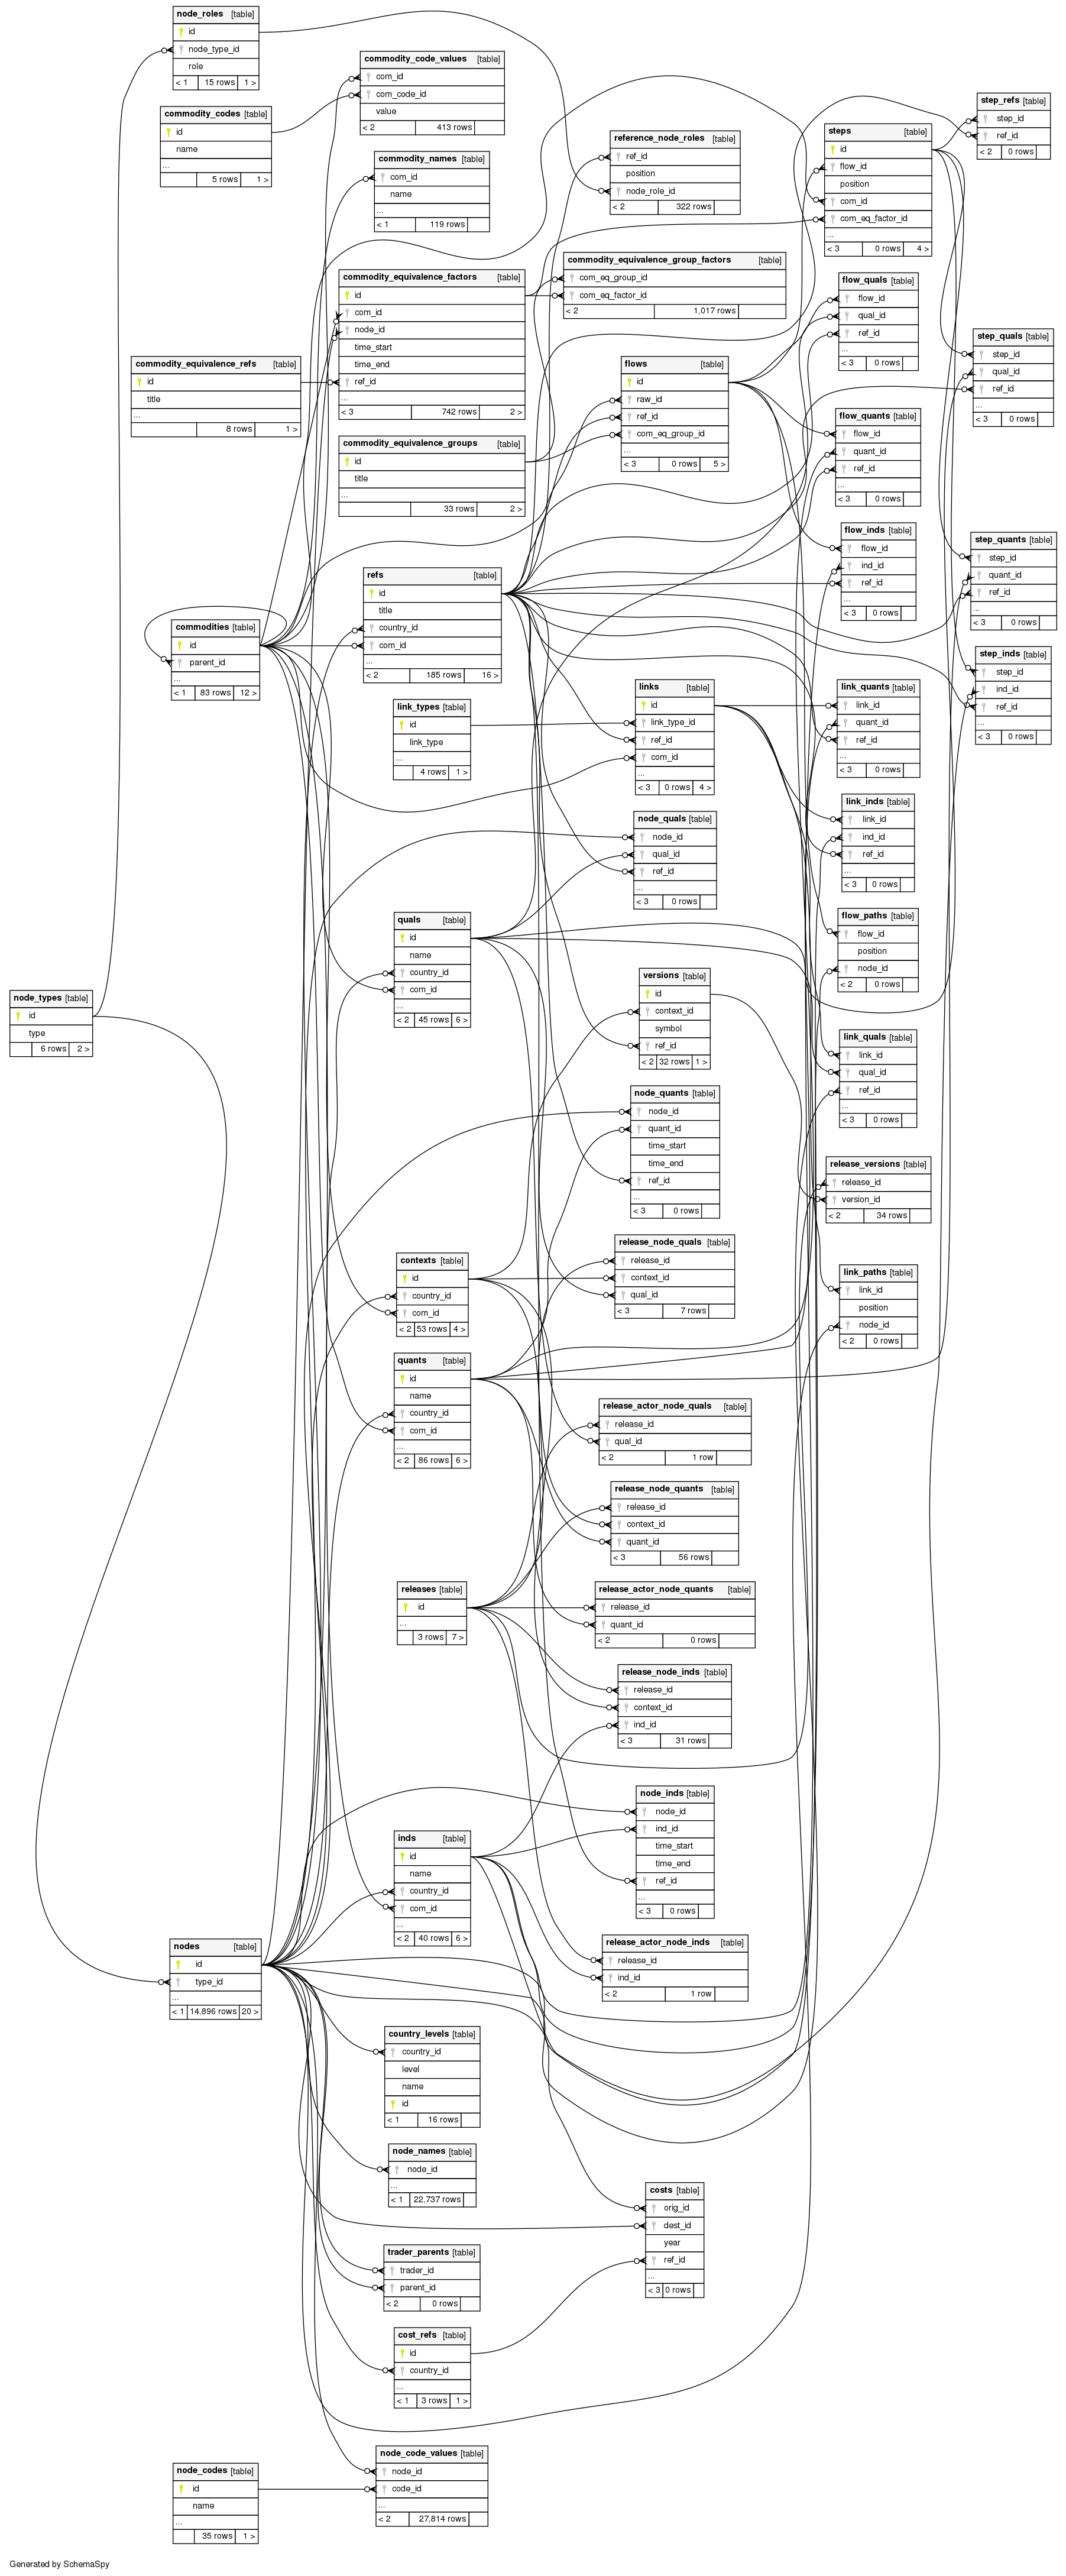 node_roles [table]
id
node_type_id
role
< 1 15 rows 1 >
commodity_code_values [table]
com_id
com_code_id
value
< 2 413 rows
commodity_codes [table]
id
name
...
5 rows 1 >
commodity_names [table]
com_id
name
...
< 1 119 rows
reference_node_roles [table]
ref_id
position
node_role_id
< 2 322 rows
steps [table]
id
flow_id
position
com_id
com_eq_factor_id
...
< 3 0 rows 4 >
step_refs [table]
step_id
ref_id
< 2 0 rows
commodity_equivalence_factors [table]
id
com_id
node_id
time_start
time_end
ref_id
...
< 3 742 rows 2 >
commodity_equivalence_group_factors [table]
com_eq_group_id
com_eq_factor_id
< 2 1,017 rows
flow_quals [table]
flow_id
qual_id
ref_id
...
< 3 0 rows
step_quals [table]
step_id
qual_id
ref_id
...
< 3 0 rows
commodity_equivalence_refs [table]
id
title
...
8 rows 1 >
flows [table]
id
raw_id
ref_id
com_eq_group_id
...
< 3 0 rows 5 >
flow_quants [table]
flow_id
quant_id
ref_id
...
< 3 0 rows
commodity_equivalence_groups [table]
id
title
...
33 rows 2 >
flow_inds [table]
flow_id
ind_id
ref_id
...
< 3 0 rows
step_quants [table]
step_id
quant_id
ref_id
...
< 3 0 rows
refs [table]
id
title
country_id
com_id
...
< 2 185 rows 16 >
commodities [table]
id
parent_id
...
< 1 83 rows 12 >
step_inds [table]
step_id
ind_id
ref_id
...
< 3 0 rows
link_types [table]
id
link_type
...
4 rows 1 >
links [table]
id
link_type_id
ref_id
com_id
...
< 3 0 rows 4 >
link_quants [table]
link_id
quant_id
ref_id
...
< 3 0 rows
link_inds [table]
link_id
ind_id
ref_id
...
< 3 0 rows
node_quals [table]
node_id
qual_id
ref_id
...
< 3 0 rows
quals [table]
id
name
country_id
com_id
...
< 2 45 rows 6 >
flow_paths [table]
flow_id
position
node_id
< 2 0 rows
versions [table]
id
context_id
symbol
ref_id
< 2 32 rows 1 >
node_types [table]
id
type
6 rows 2 >
link_quals [table]
link_id
qual_id
ref_id
...
< 3 0 rows
node_quants [table]
node_id
quant_id
time_start
time_end
ref_id
...
< 3 0 rows
release_versions [table]
release_id
version_id
< 2 34 rows
release_node_quals [table]
release_id
context_id
qual_id
< 3 7 rows
contexts [table]
id
country_id
com_id
< 2 53 rows 4 >
link_paths [table]
link_id
position
node_id
< 2 0 rows
quants [table]
id
name
country_id
com_id
...
< 2 86 rows 6 >
release_actor_node_quals [table]
release_id
qual_id
< 2 1 row
release_node_quants [table]
release_id
context_id
quant_id
< 3 56 rows
releases [table]
id
...
3 rows 7 >
release_actor_node_quants [table]
release_id
quant_id
< 2 0 rows
release_node_inds [table]
release_id
context_id
ind_id
< 3 31 rows
node_inds [table]
node_id
ind_id
time_start
time_end
ref_id
...
< 3 0 rows
inds [table]
id
name
country_id
com_id
...
< 2 40 rows 6 >
release_actor_node_inds [table]
release_id
ind_id
< 2 1 row
nodes [table]
id
type_id
...
< 1 14,896 rows 20 >
country_levels [table]
country_id
level
name
id
< 1 16 rows
node_names [table]
node_id
...
< 1 22,737 rows
costs [table]
orig_id
dest_id
year
ref_id
...
< 3 0 rows
trader_parents [table]
trader_id
parent_id
< 2 0 rows
cost_refs [table]
id
country_id
...
< 1 3 rows 1 >
node_code_values [table]
node_id
code_id
...
< 2 27,814 rows
node_codes [table]
id
name
...
35 rows 1 >
Generated by SchemaSpy